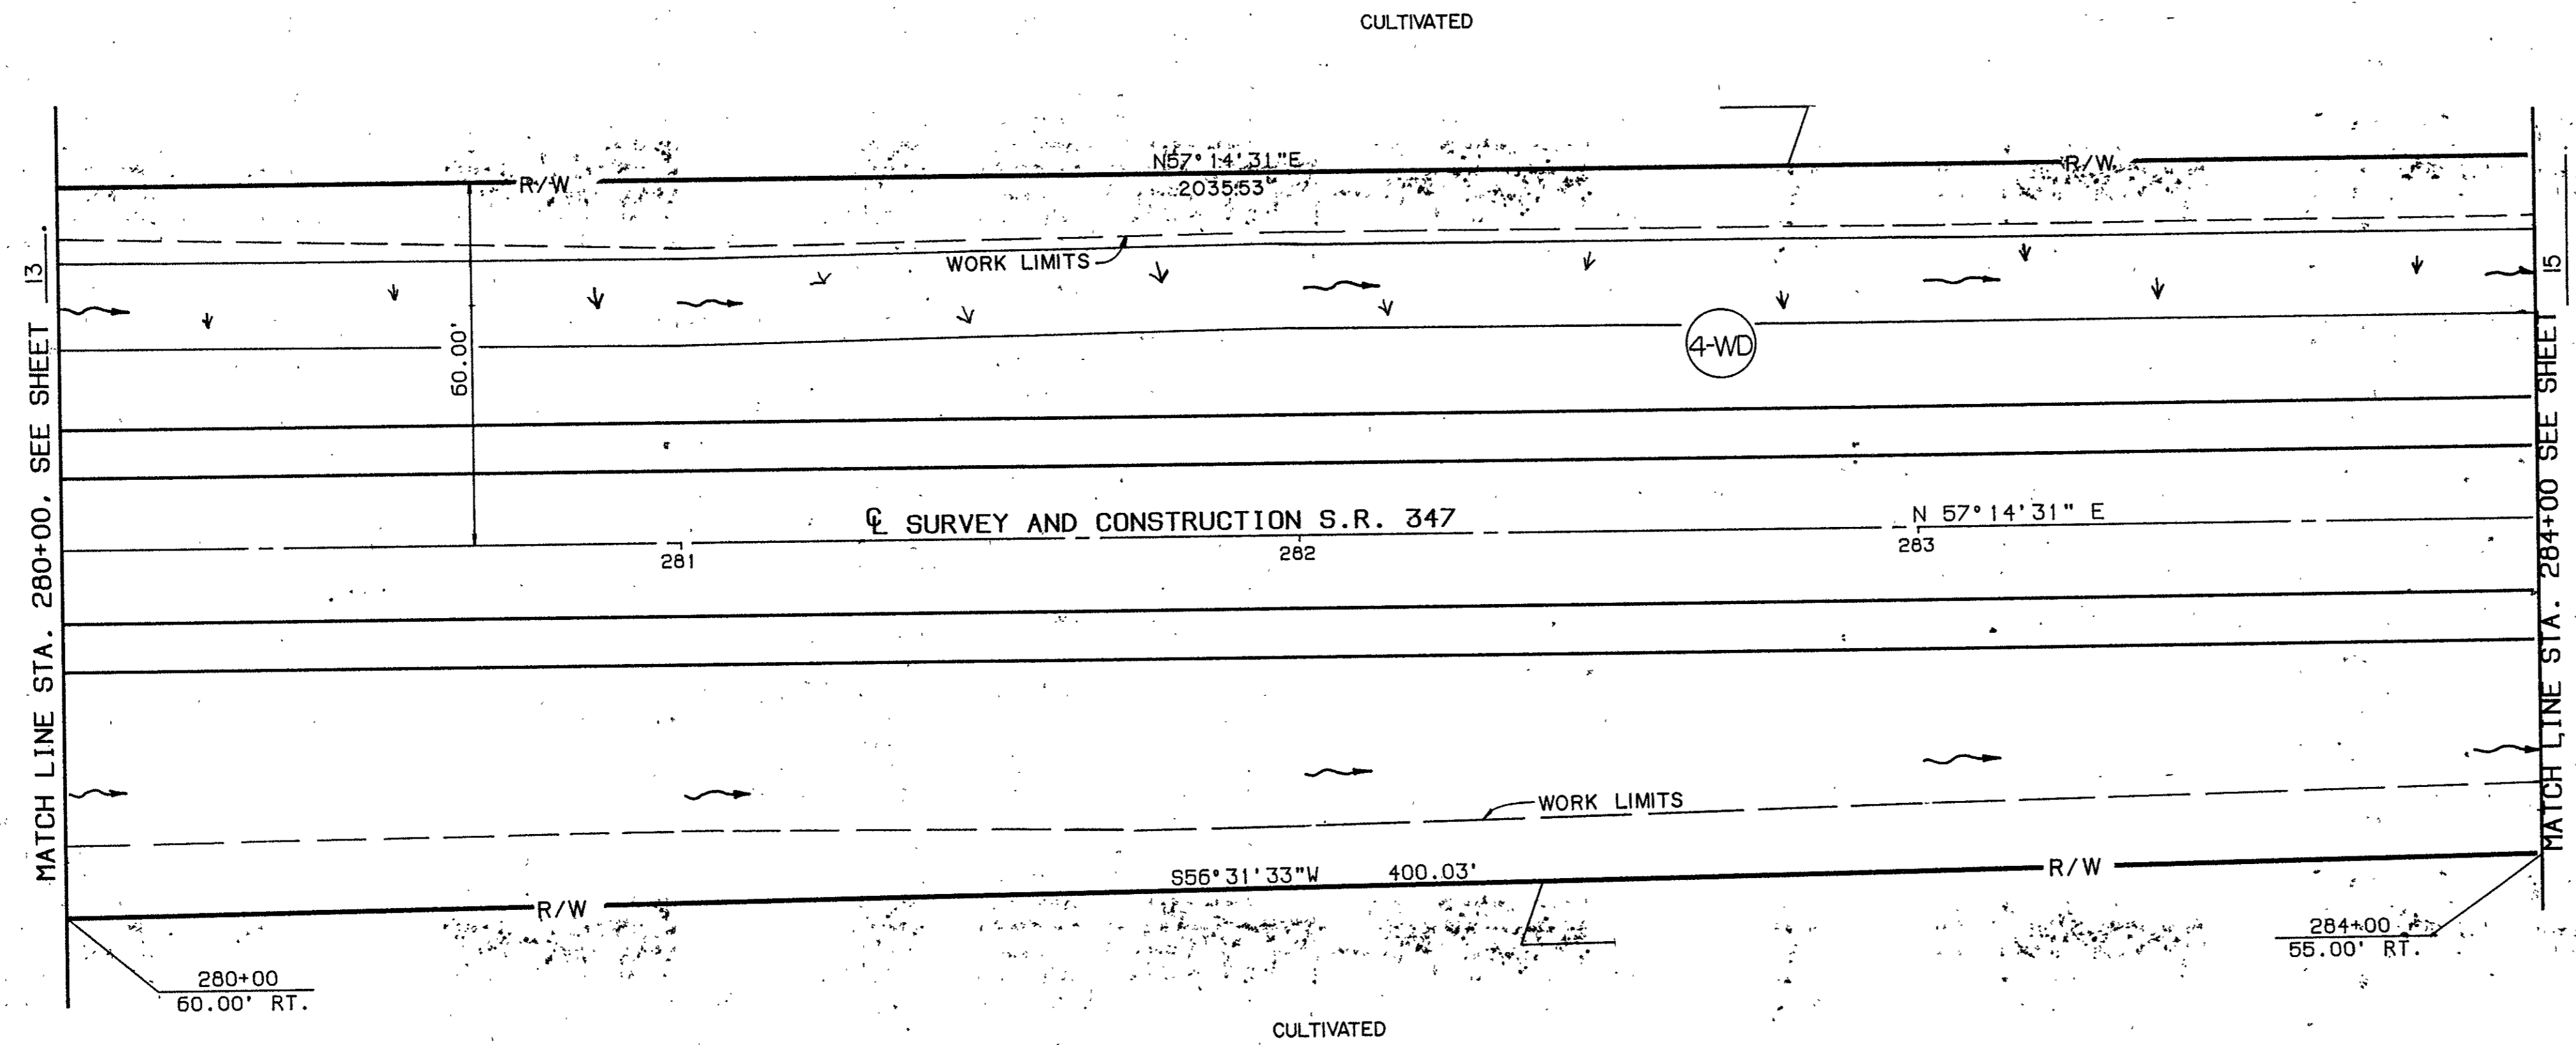 CULTIVATED
N57°14'31"E
2035.53'
R/W
R/W
WORK LIMITS
MATCH LINE STA. 280+00, SEE SHEET 13.
60.00'
4-WD
MATCH LINE STA. 284+00 SEE SHEET 15.
℄ SURVEY AND CONSTRUCTION S.R. 347
N 57°14'31" E
281
282
283
WORK LIMITS
S56°31'33"W 400.03'
R/W
R/W
280+00
60.00' RT.
284+00
55.00' RT.
CULTIVATED